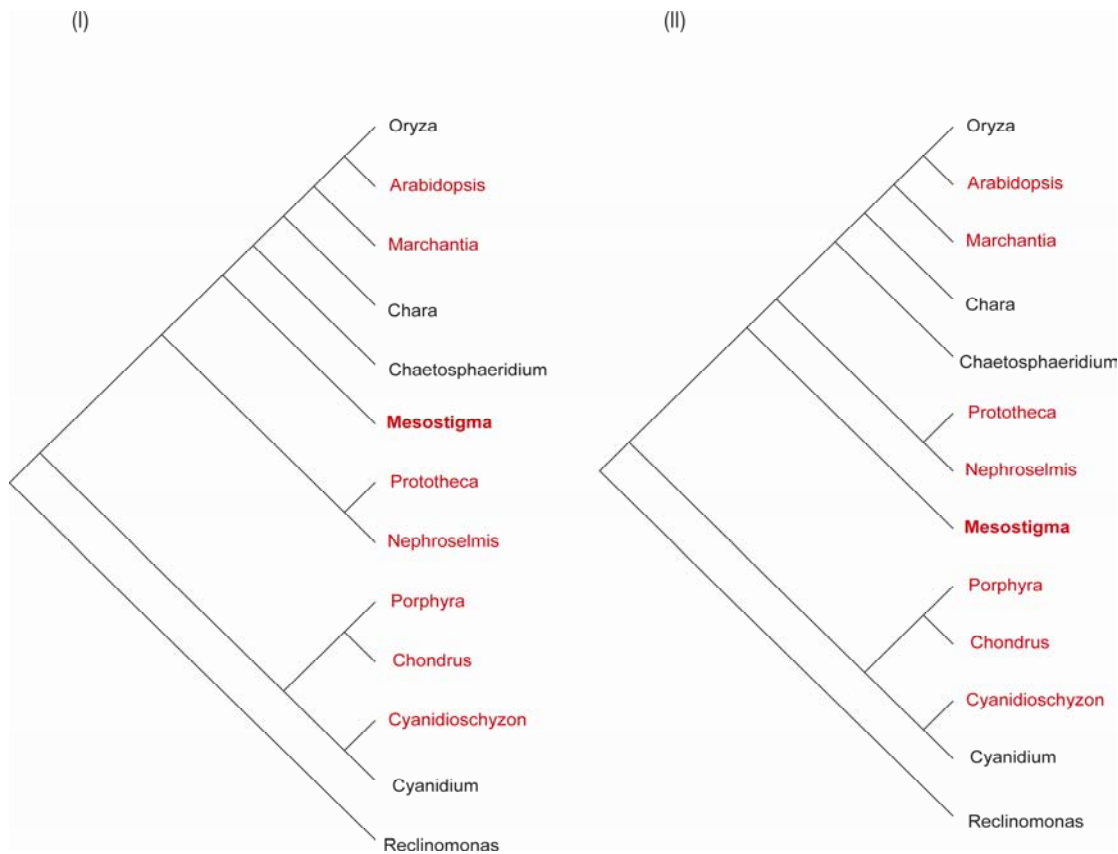 (I)
Oryza
Arabidopsis
Marchantia
Chara
Chaetosphaeridium
Mesostigma
Prototheca
Nephroselmis
Porphyra
Chondrus
Cyanidioschyzon
Cyanidium
Reclinomonas
(II)
Oryza
Arabidopsis
Marchantia
Chara
Chaetosphaeridium
Prototheca
Nephroselmis
Mesostigma
Porphyra
Chondrus
Cyanidioschyzon
Cyanidium
Reclinomonas